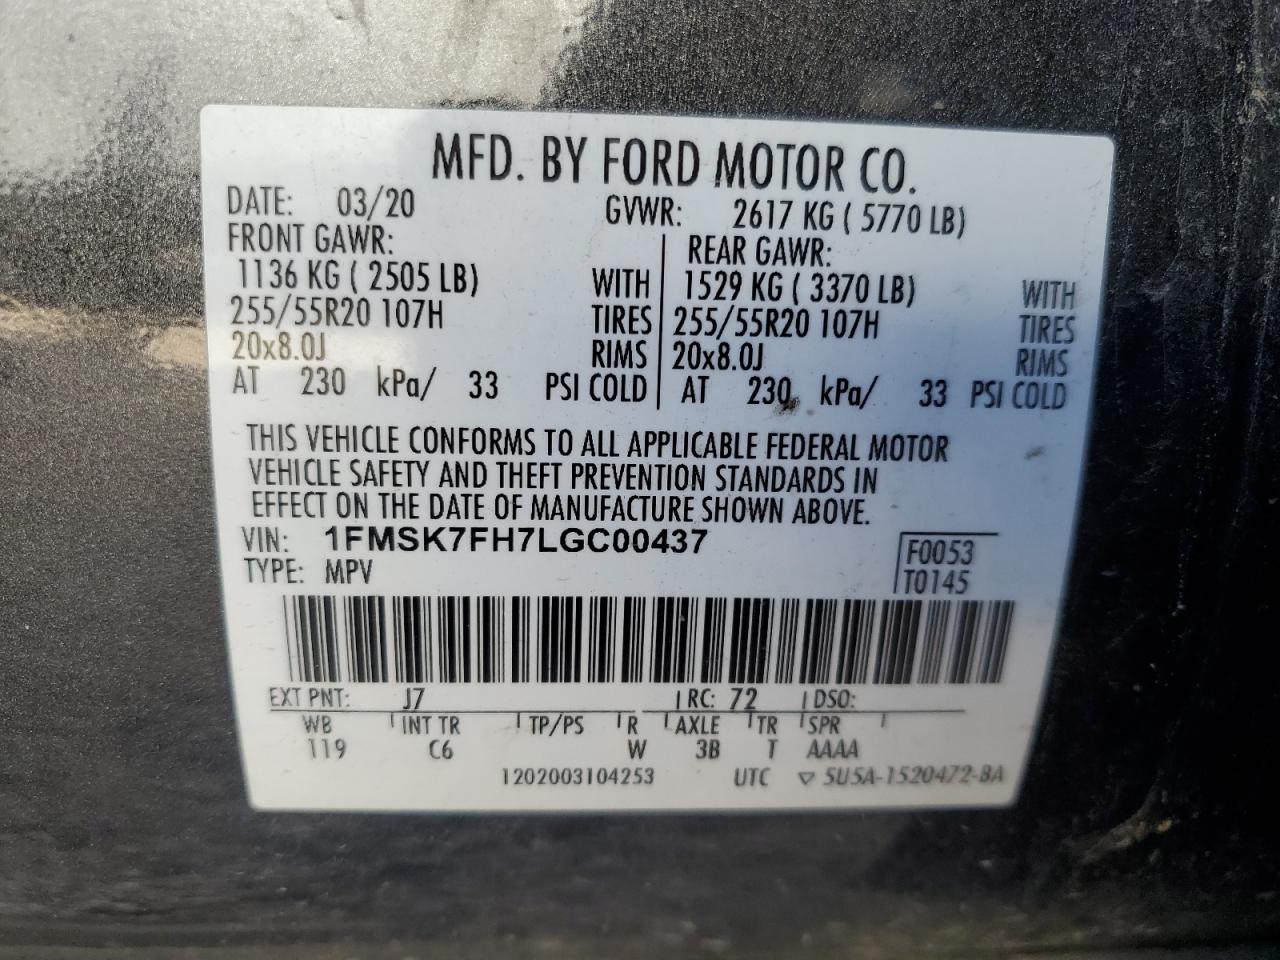 MFD. BY FORD MOTOR CO.
DATE: 03/20 GVWR: 2617 KG ( 5770 LB)
FRONT GAWR: REAR GAWR:
1136 KG ( 2505 LB) WITH 1529 KG ( 3370 LB) WITH
255/55R20 107H TIRES 255/55R20 107H TIRES
20x8.0J RIMS 20x8.0J RIMS
AT 230 kPa/ 33 PSI COLD AT 230 kPa/ 33 PSI COLD
THIS VEHICLE CONFORMS TO ALL APPLICABLE FEDERAL MOTOR
VEHICLE SAFETY AND THEFT PREVENTION STANDARDS IN
EFFECT ON THE DATE OF MANUFACTURE SHOWN ABOVE.
VIN: 1FMSK7FH7LGC00437 F0053
TYPE: MPV T0145
EXT PNT: J7 RC: 72 DSO:
WB INT TR TP/PS R AXLE TR SPR
119 C6 W 3B T AAAA
1202003104253 UTC ▽ 5U5A-1520472-BA